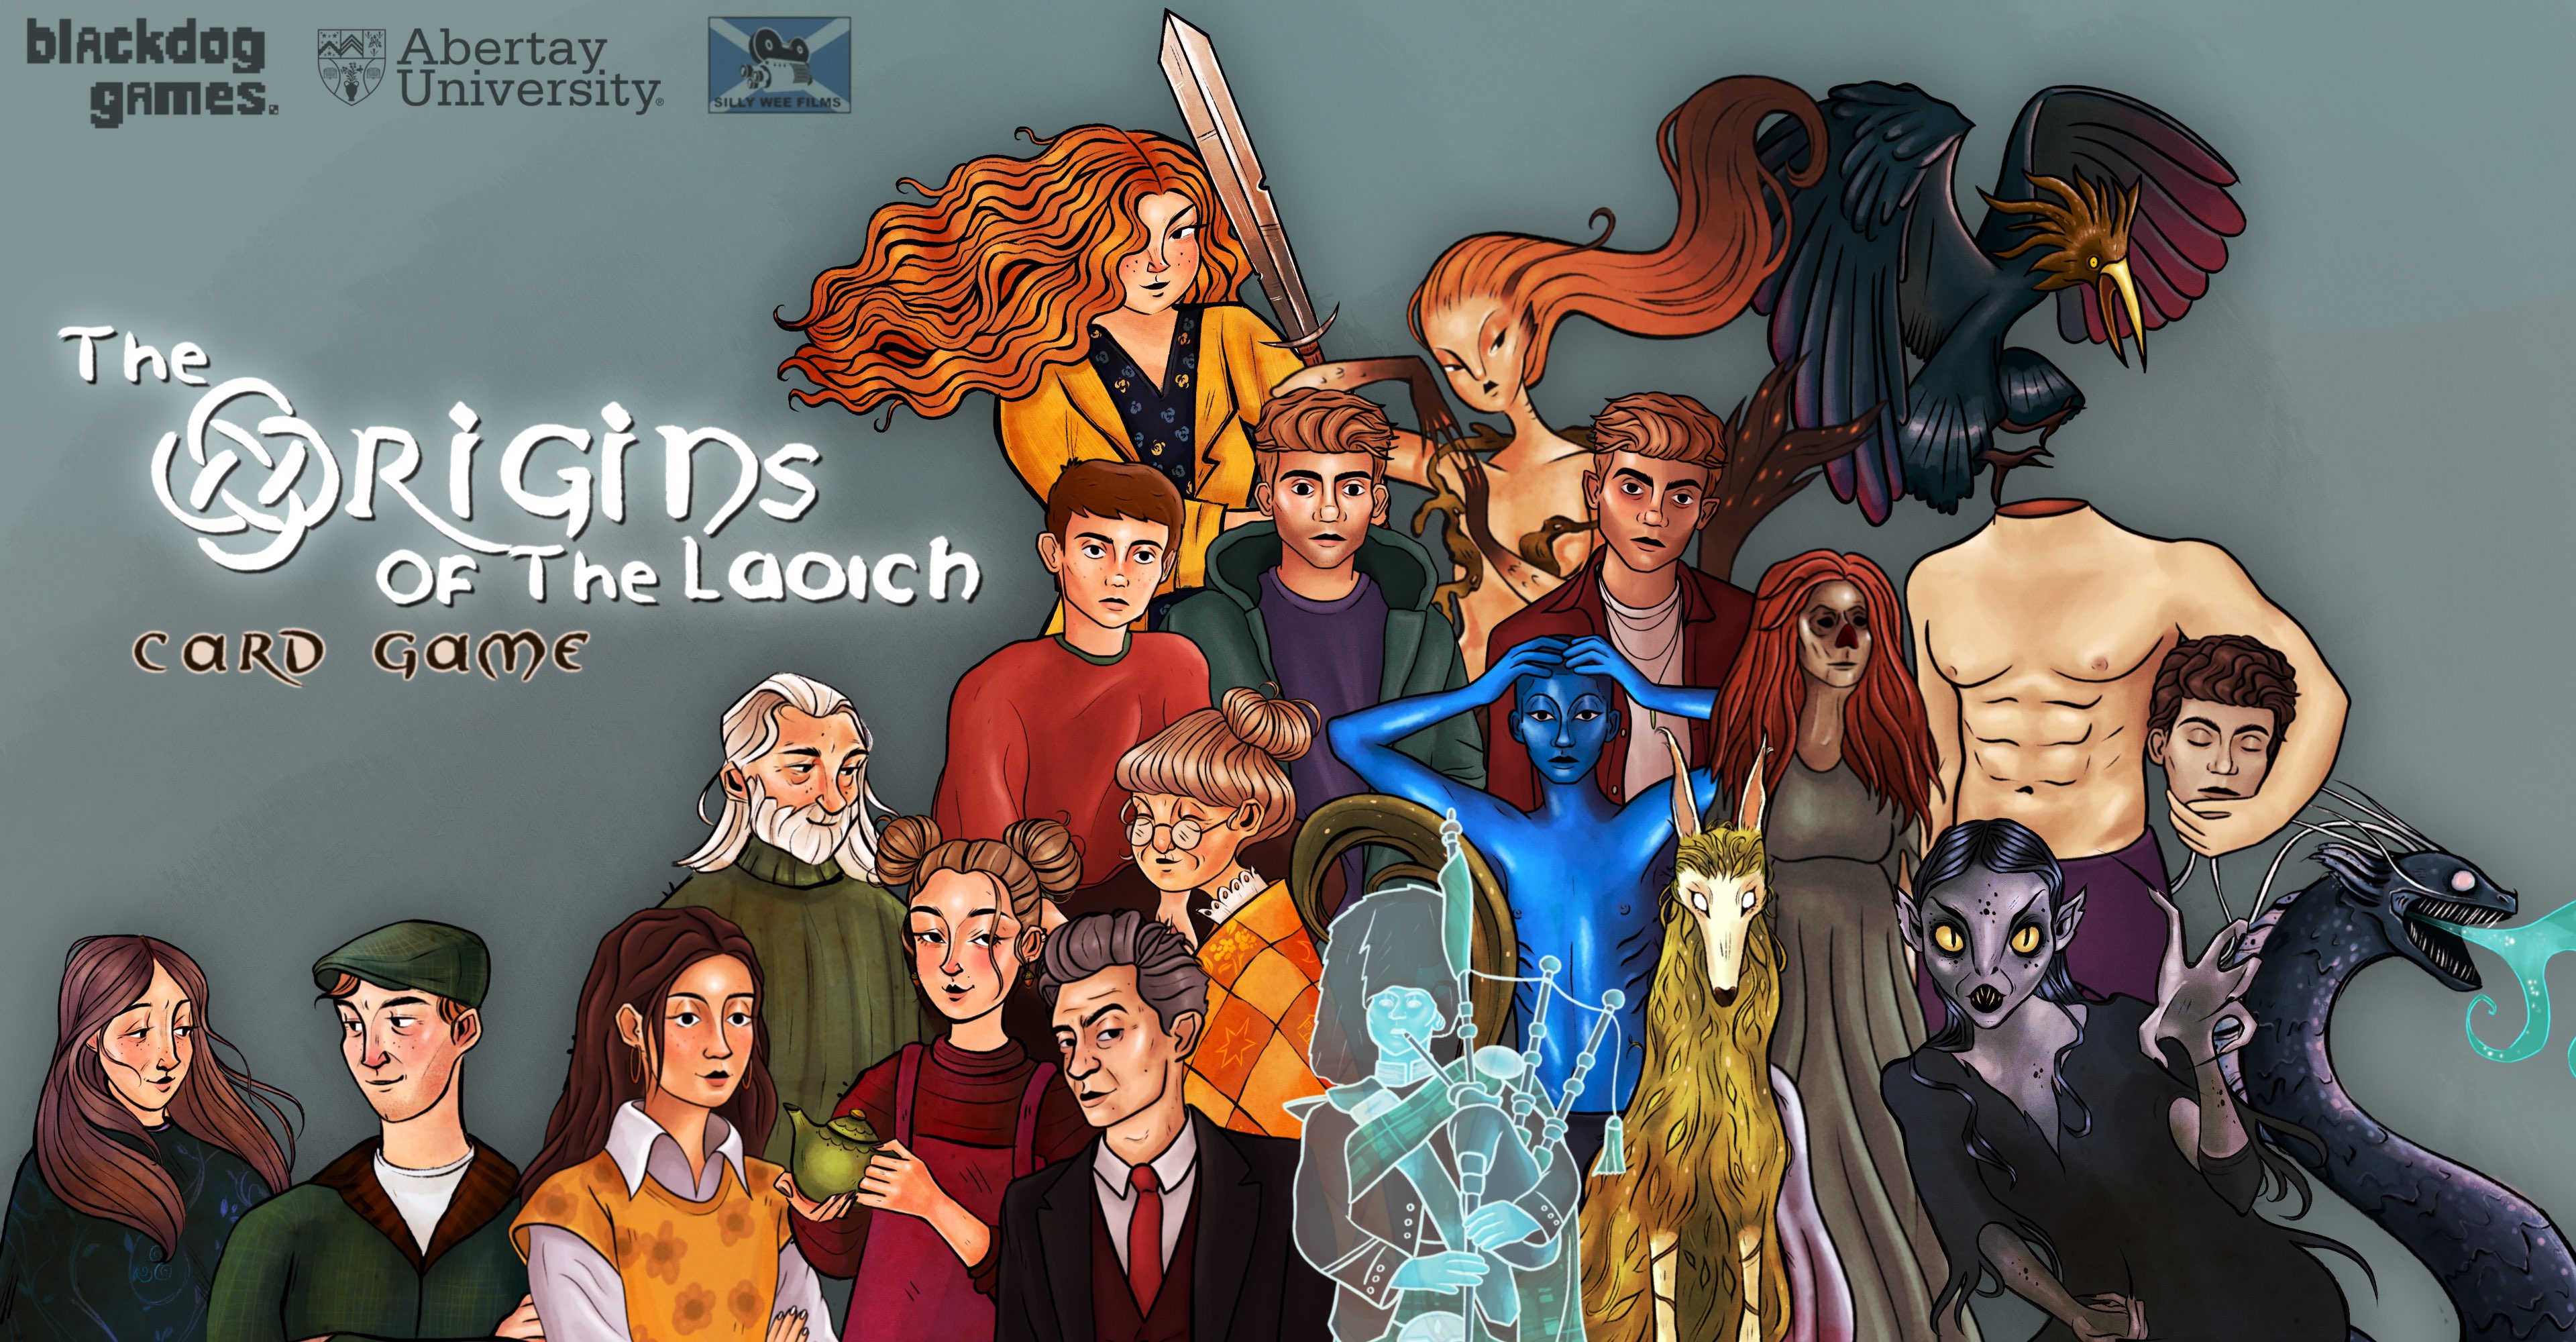 blackdog
games.
Abertay
University
SILLY WEE FILMS
The
ORIGINS
OF The LAOICH
CARD GAME